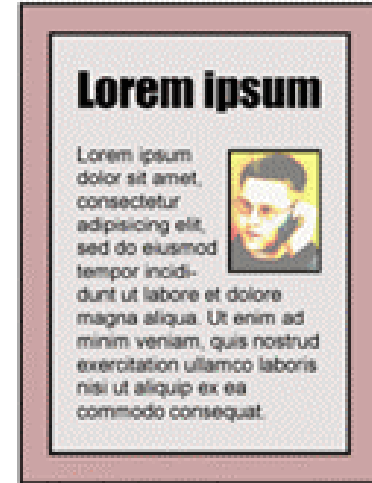 Lorem ipsum
Lorem ipsum
dolor sit amet,
consectetur
adipisicing elit,
sed do eiusmod
tempor incidi-
dunt ut labore et dolore
magna aliqua. Ut enim ad
minim veniam, quis nostrud
exercitation ullamco laboris
nisi ut aliquip ex ea
commodo consequat.